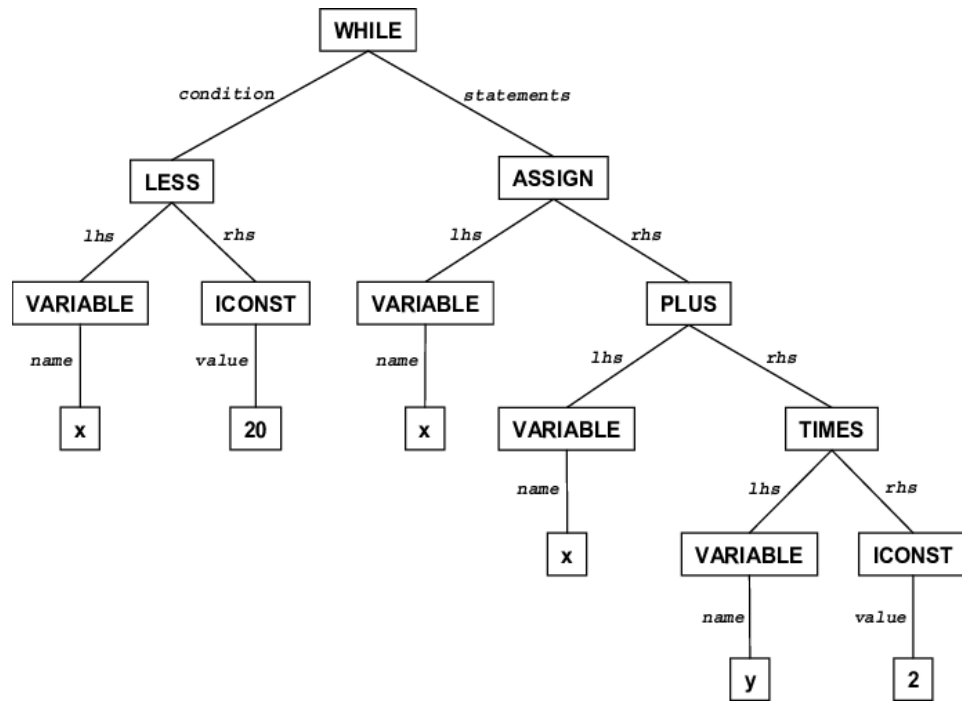 WHILE
condition
statements
LESS
ASSIGN
lhs
rhs
lhs
rhs
VARIABLE
ICONST
VARIABLE
PLUS
name
value
name
lhs
rhs
x
20
x
VARIABLE
TIMES
name
lhs
rhs
x
VARIABLE
ICONST
name
value
y
2